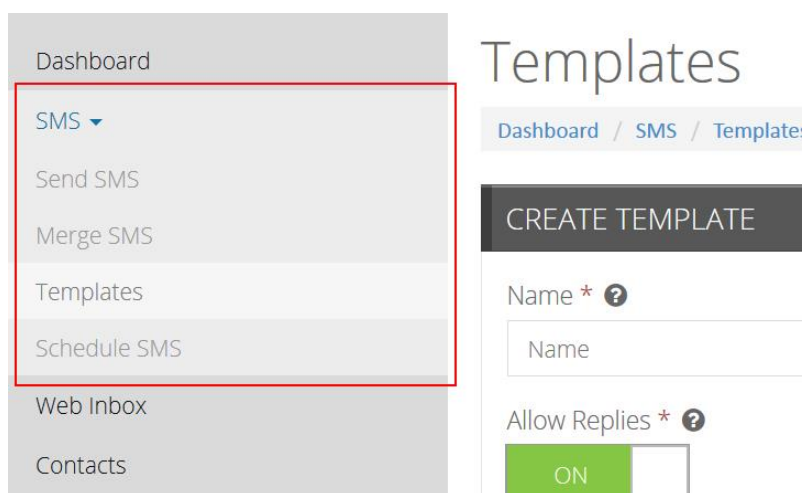 Dashboard
SMS
Send SMS
Merge SMS
Templates
Schedule SMS
Web Inbox
Contacts
Templates
Dashboard / SMS / Templates
CREATE TEMPLATE
Name *
Name
Allow Replies *
ON